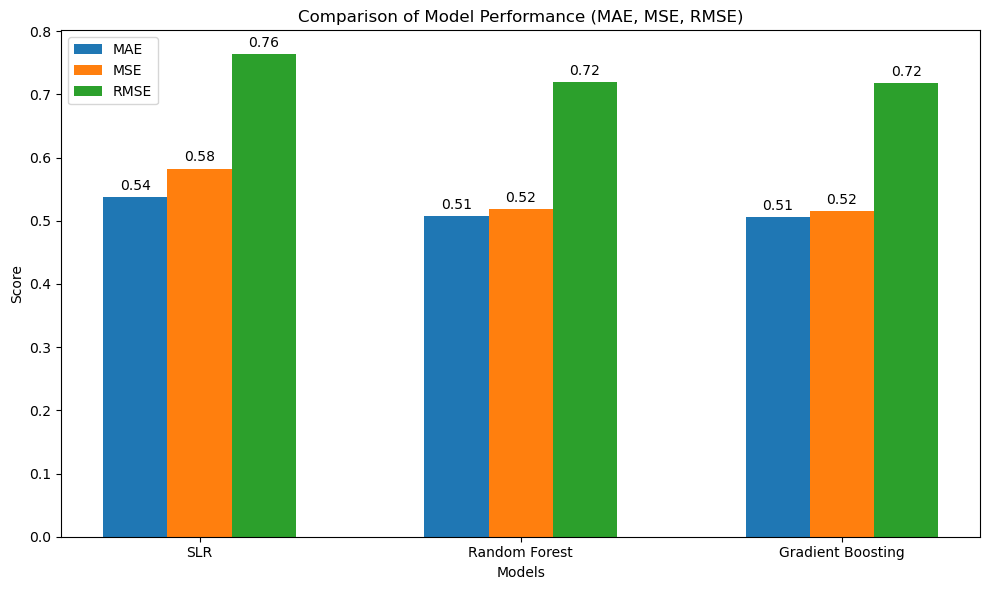 Comparison of Model Performance (MAE, MSE, RMSE)
MAE
MSE
RMSE
0.54
0.58
0.76
0.51
0.52
0.72
0.51
0.52
0.72
Score
0.8
0.7
0.6
0.5
0.4
0.3
0.2
0.1
0.0
SLR
Random Forest
Gradient Boosting
Models